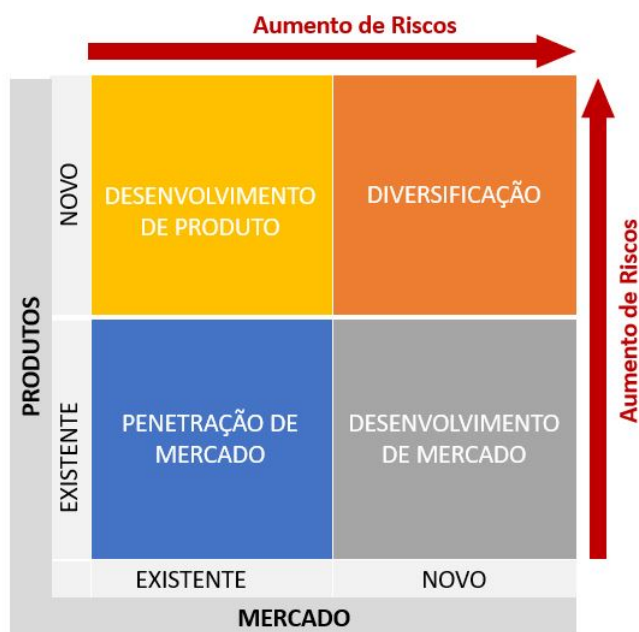 Aumento de Riscos
NOVO
DESENVOLVIMENTO
DE PRODUTO
DIVERSIFICAÇÃO
Aumento de Riscos
PRODUTOS
EXISTENTE
PENETRAÇÃO DE
MERCADO
DESENVOLVIMENTO
DE MERCADO
EXISTENTE
NOVO
MERCADO